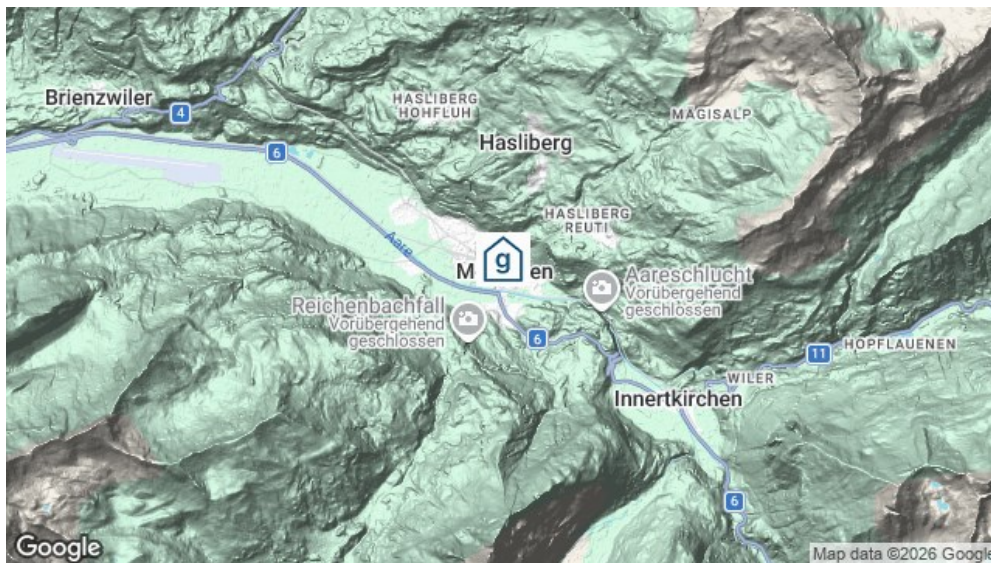 Brienzwiler
4
HASLIBERG
HOHFLUH
MÄGISALP
Hasliberg
6
HASLIBERG
REUTI
Aare
g
M en
Aareschlucht
Vorübergehend
geschlossen
Reichenbachfall
Vorübergehend
geschlossen
6
11
HOPFLAUENEN
WILER
Innertkirchen
6
Google
Map data ©2026 Google